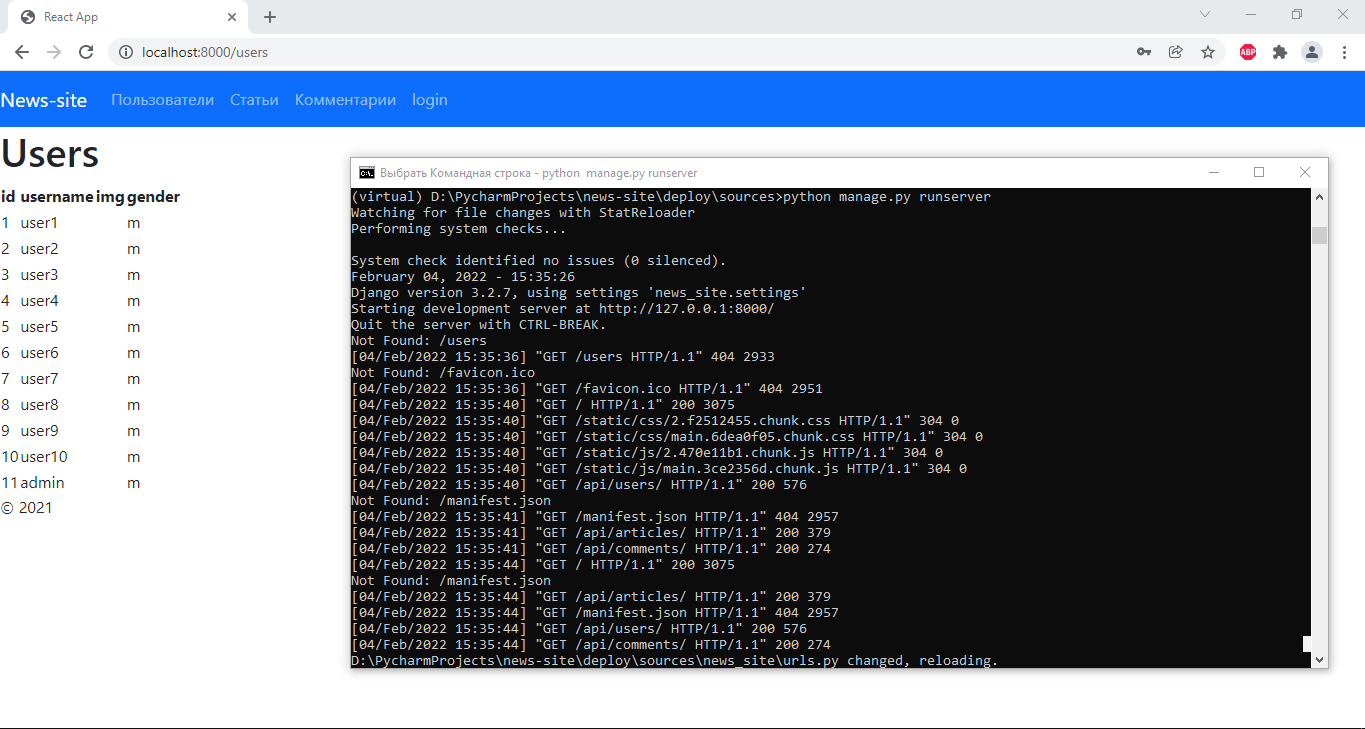 React App
localhost:8000/users
ABP
News-site Пользователи Статьи Комментарии login
Users
id username img gender
1 user1 m
2 user2 m
3 user3 m
4 user4 m
5 user5 m
6 user6 m
7 user7 m
8 user8 m
9 user9 m
10 user10 m
11 admin m
© 2021
Выбрать Командная строка - python manage.py runserver
(virtual) D:\PycharmProjects\news-site\deploy\sources>python manage.py runserver
Watching for file changes with StatReloader
Performing system checks...
System check identified no issues (0 silenced).
February 04, 2022 - 15:35:26
Django version 3.2.7, using settings 'news_site.settings'
Starting development server at http://127.0.0.1:8000/
Quit the server with CTRL-BREAK.
Not Found: /users
[04/Feb/2022 15:35:36] "GET /users HTTP/1.1" 404 2933
Not Found: /favicon.ico
[04/Feb/2022 15:35:36] "GET /favicon.ico HTTP/1.1" 404 2951
[04/Feb/2022 15:35:40] "GET / HTTP/1.1" 200 3075
[04/Feb/2022 15:35:40] "GET /static/css/2.f2512455.chunk.css HTTP/1.1" 304 0
[04/Feb/2022 15:35:40] "GET /static/css/main.6dea0f05.chunk.css HTTP/1.1" 304 0
[04/Feb/2022 15:35:40] "GET /static/js/2.470e11b1.chunk.js HTTP/1.1" 304 0
[04/Feb/2022 15:35:40] "GET /static/js/main.3ce2356d.chunk.js HTTP/1.1" 304 0
[04/Feb/2022 15:35:40] "GET /api/users/ HTTP/1.1" 200 576
Not Found: /manifest.json
[04/Feb/2022 15:35:41] "GET /manifest.json HTTP/1.1" 404 2957
[04/Feb/2022 15:35:41] "GET /api/articles/ HTTP/1.1" 200 379
[04/Feb/2022 15:35:41] "GET /api/comments/ HTTP/1.1" 200 274
[04/Feb/2022 15:35:44] "GET / HTTP/1.1" 200 3075
Not Found: /manifest.json
[04/Feb/2022 15:35:44] "GET /api/articles/ HTTP/1.1" 200 379
[04/Feb/2022 15:35:44] "GET /manifest.json HTTP/1.1" 404 2957
[04/Feb/2022 15:35:44] "GET /api/users/ HTTP/1.1" 200 576
[04/Feb/2022 15:35:44] "GET /api/comments/ HTTP/1.1" 200 274
D:\PycharmProjects\news-site\deploy\sources\news_site\urls.py changed, reloading.